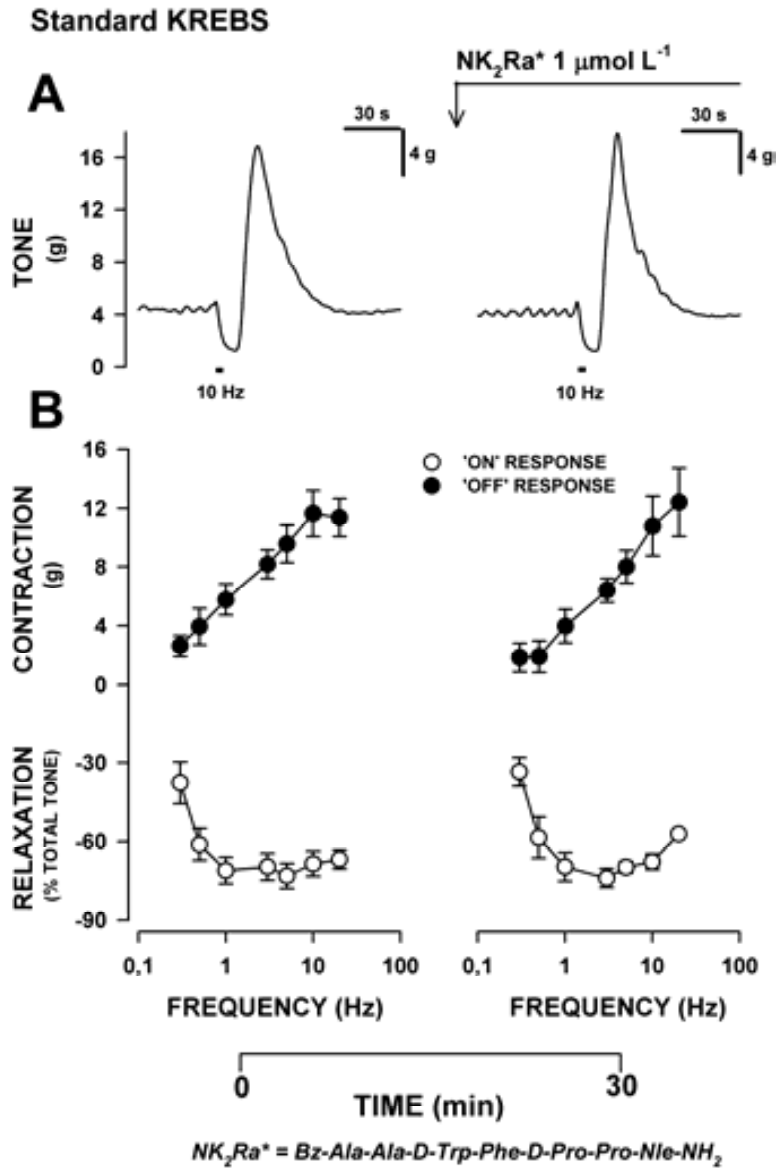 Standard KREBS
NK₂Ra* 1 μmol L⁻¹
A
30 s
4 g
30 s
4 g
16
12
8
4
0
TONE
(g)
10 Hz
10 Hz
B
'ON' RESPONSE
'OFF' RESPONSE
16
12
8
4
0
CONTRACTION
(g)
-30
-60
-90
RELAXATION
(% TOTAL TONE)
0,1 1 10 100
0,1 1 10 100
FREQUENCY (Hz)
FREQUENCY (Hz)
0
30
TIME (min)
NK₂Ra* = Bz-Ala-Ala-D-Trp-Phe-D-Pro-Pro-Nle-NH₂